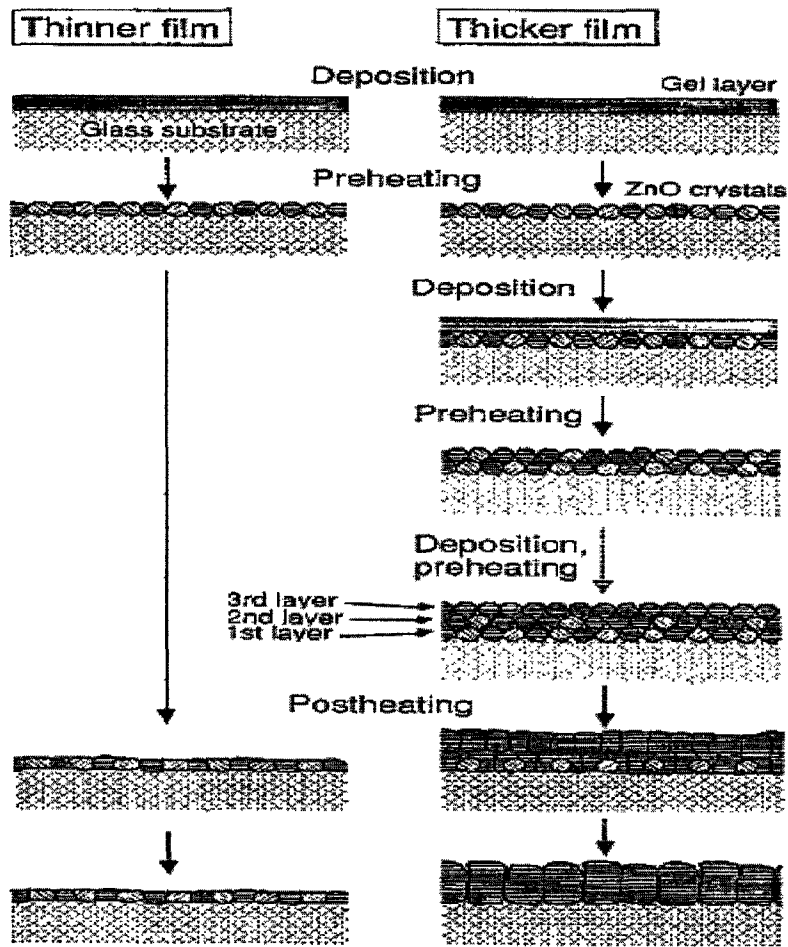 Thinner film
Thicker film
Deposition
Gel layer
Glass substrate
Preheating
ZnO crystals
Deposition
Preheating
Deposition,
preheating
3rd layer
2nd layer
1st layer
Postheating